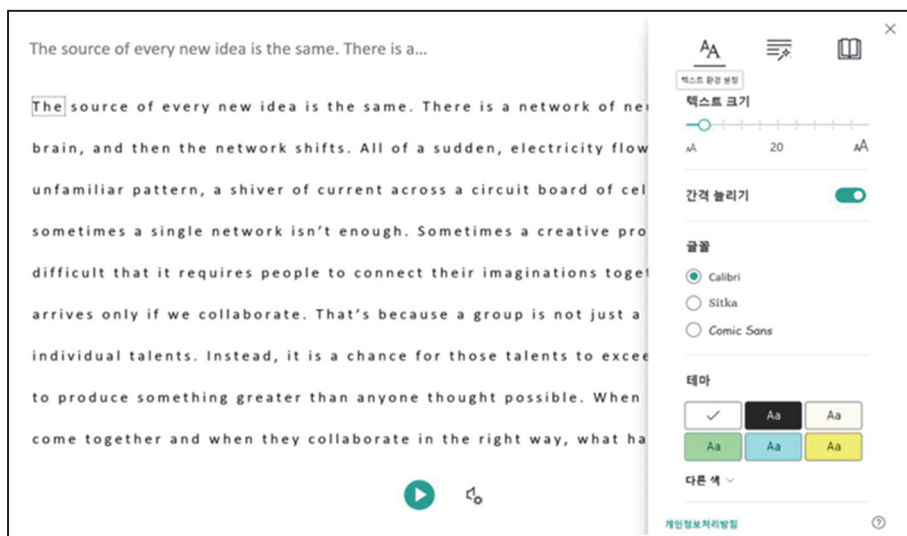 The source of every new idea is the same. There is a...
The source of every new idea is the same. There is a network of
brain, and then the network shifts. All of a sudden, electricity flow
unfamiliar pattern, a shiver of current across a circuit board of cel
sometimes a single network isn't enough. Sometimes a creative pro
difficult that it requires people to connect their imaginations toget
arrives only if we collaborate. That's because a group is not just a
individual talents. Instead, it is a chance for those talents to excee
to produce something greater than anyone thought possible. When
come together and when they collaborate in the right way, what ha
AA
텍스트 환경 설정
텍스트 크기
AA 20 AA
간격 늘리기
글꼴
Calibri
Sitka
Comic Sans
테마
Aa Aa
Aa Aa Aa
다른 색
개인정보처리방침